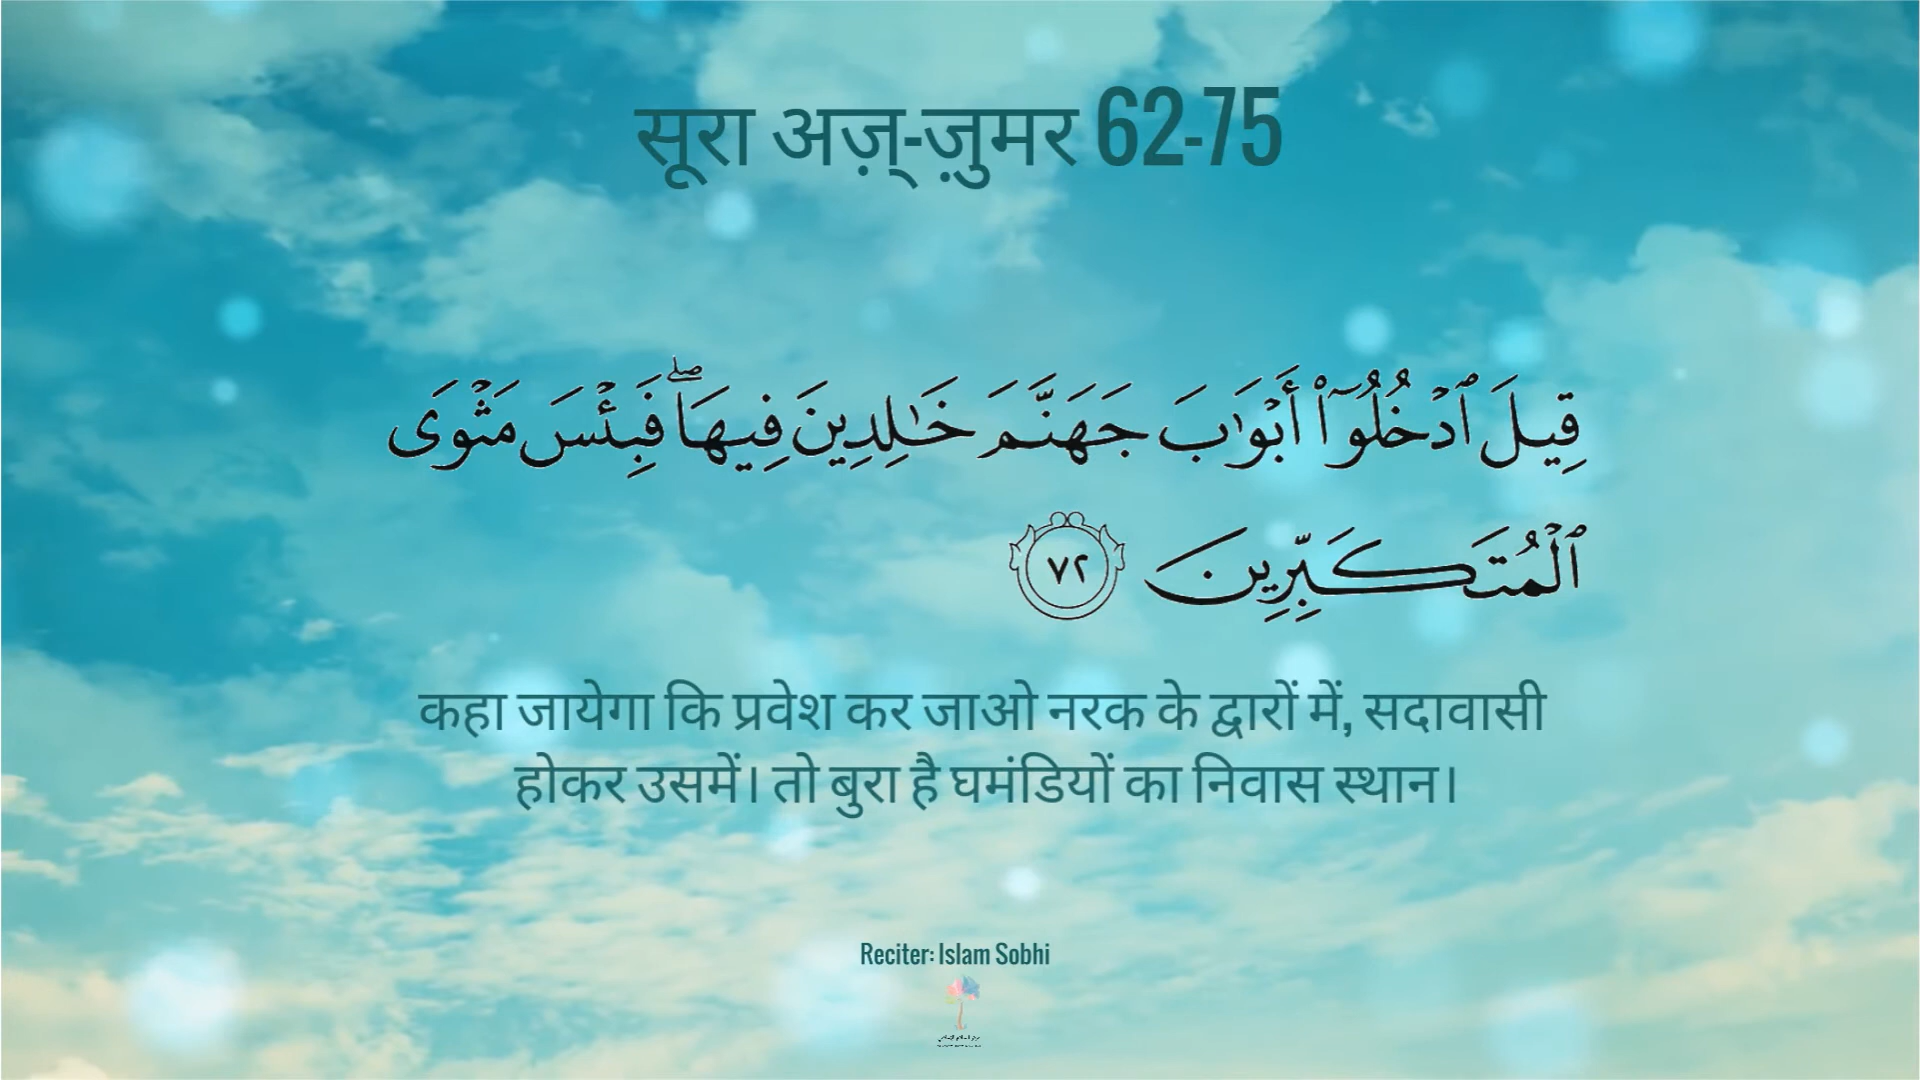 सूरा अज़्-ज़ुमर 62-75
قِيلَ ٱدۡخُلُوٓاْ أَبۡوَٰبَ جَهَنَّمَ خَٰلِدِينَ فِيهَاۖ فَبِئۡسَ مَثۡوَى
ٱلۡمُتَكَبِّرِينَ ٧٢
कहा जायेगा कि प्रवेश कर जाओ नरक के द्वारों में, सदावासी
होकर उसमें। तो बुरा है घमंडियों का निवास स्थान।
Reciter: Islam Sobhi